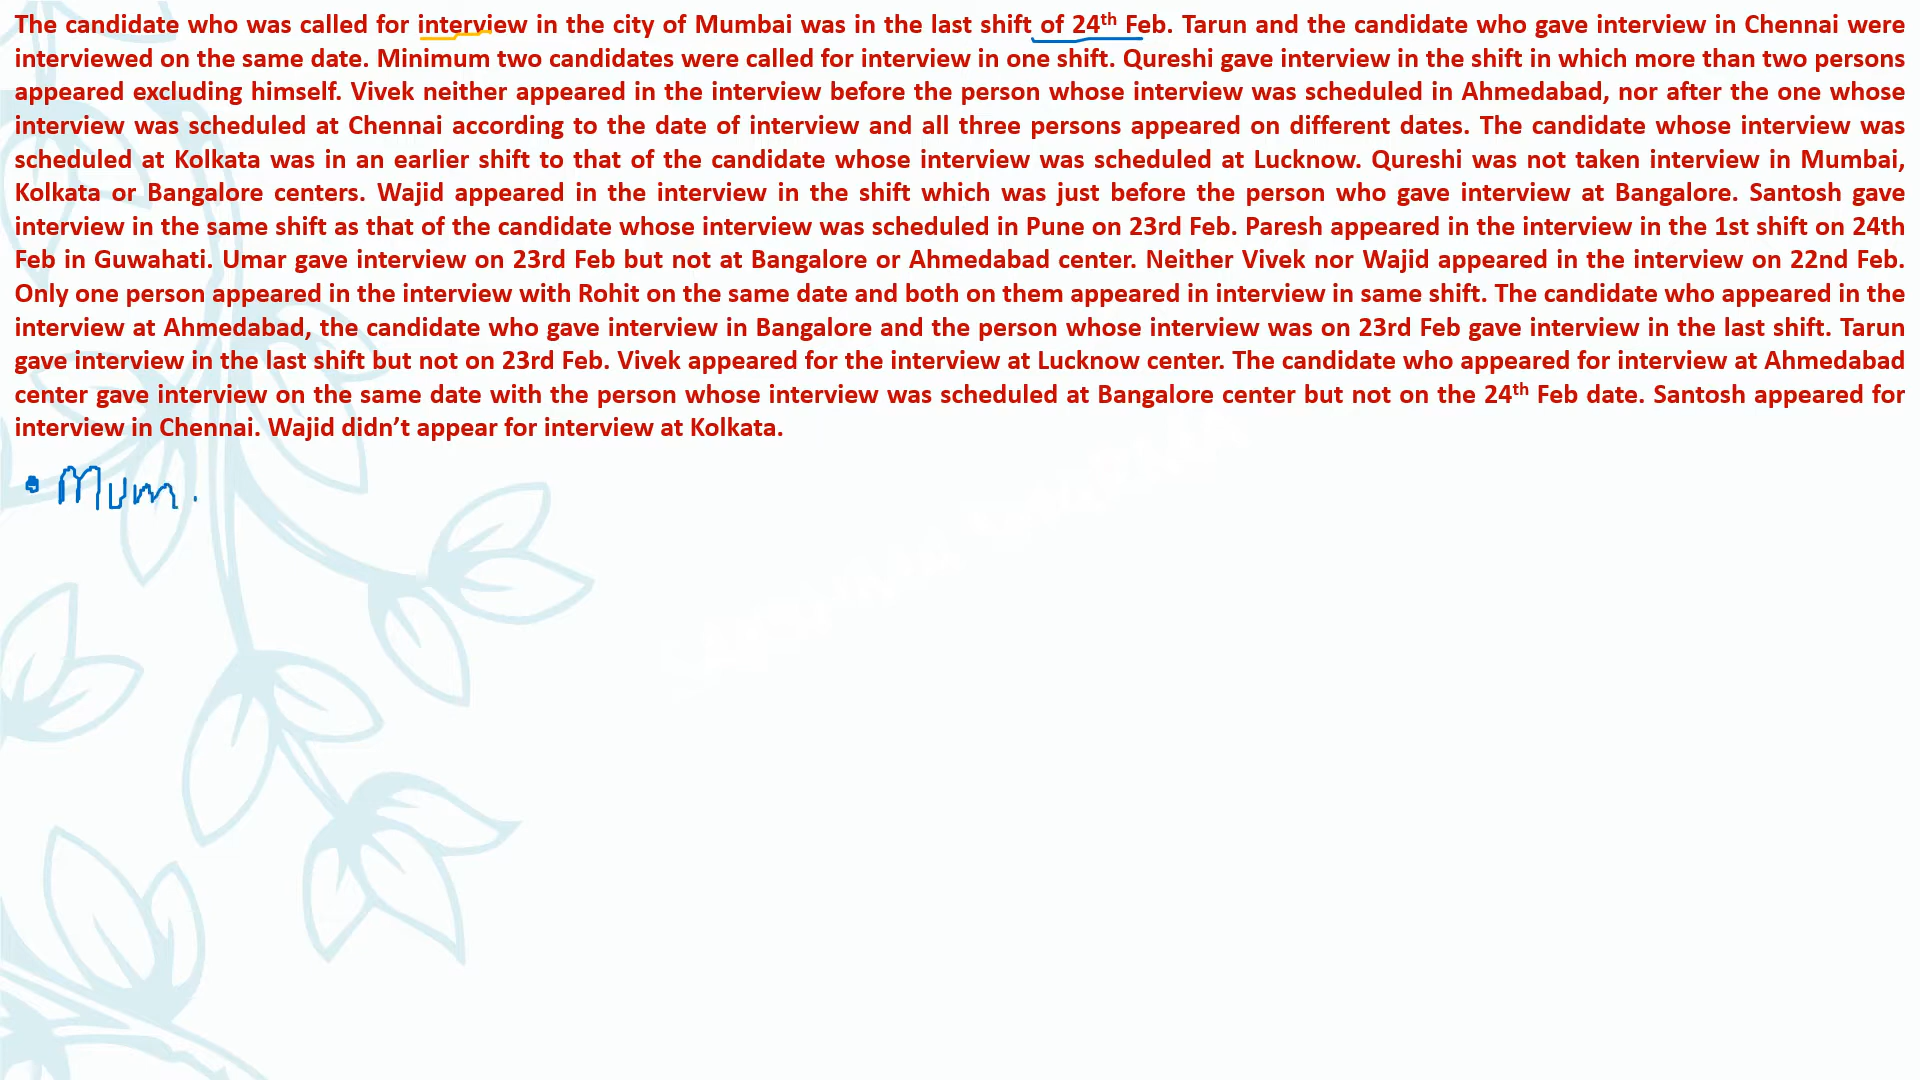 The candidate who was called for interview in the city of Mumbai was in the last shift of 24th Feb. Tarun and the candidate who gave interview in Chennai were
interviewed on the same date. Minimum two candidates were called for interview in one shift. Qureshi gave interview in the shift in which more than two persons
appeared excluding himself. Vivek neither appeared in the interview before the person whose interview was scheduled in Ahmedabad, nor after the one whose
interview was scheduled at Chennai according to the date of interview and all three persons appeared on different dates. The candidate whose interview was
scheduled at Kolkata was in an earlier shift to that of the candidate whose interview was scheduled at Lucknow. Qureshi was not taken interview in Mumbai,
Kolkata or Bangalore centers. Wajid appeared in the interview in the shift which was just before the person who gave interview at Bangalore. Santosh gave
interview in the same shift as that of the candidate whose interview was scheduled in Pune on 23rd Feb. Paresh appeared in the interview in the 1st shift on 24th
Feb in Guwahati. Umar gave interview on 23rd Feb but not at Bangalore or Ahmedabad center. Neither Vivek nor Wajid appeared in the interview on 22nd Feb.
Only one person appeared in the interview with Rohit on the same date and both on them appeared in interview in same shift. The candidate who appeared in the
interview at Ahmedabad, the candidate who gave interview in Bangalore and the person whose interview was on 23rd Feb gave interview in the last shift. Tarun
gave interview in the last shift but not on 23rd Feb. Vivek appeared for the interview at Lucknow center. The candidate who appeared for interview at Ahmedabad
center gave interview on the same date with the person whose interview was scheduled at Bangalore center but not on the 24th Feb date. Santosh appeared for
interview in Chennai. Wajid didn’t appear for interview at Kolkata.
• Mum.